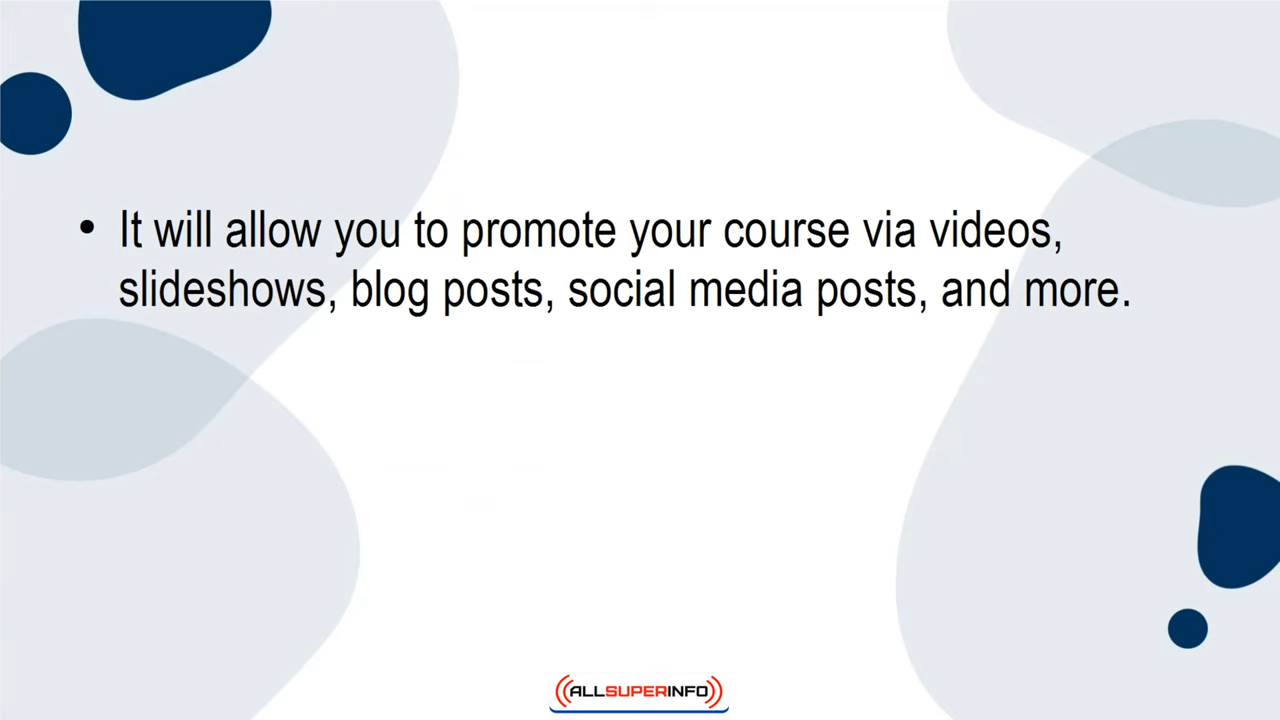 • It will allow you to promote your course via videos,
slideshows, blog posts, social media posts, and more.
ALLSUPERINFO